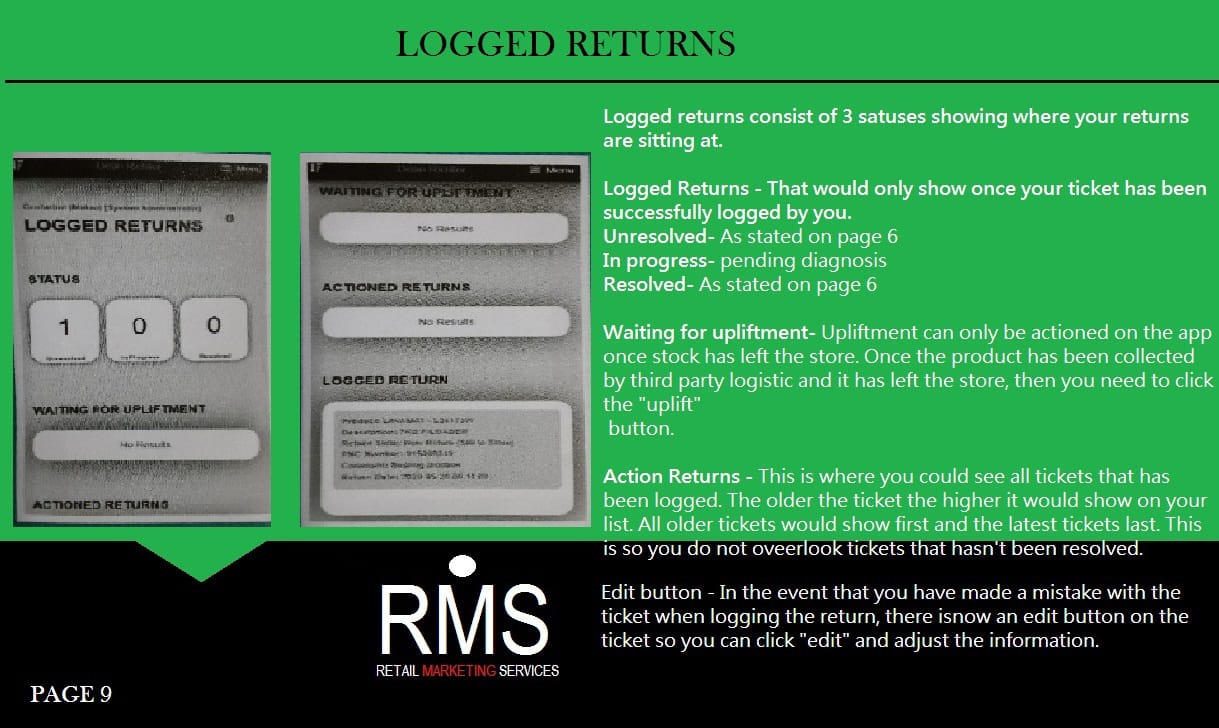 LOGGED RETURNS
Menu
LOGGED RETURNS
STATUS
1 0 0
Unresolved In Progress Resolved
WAITING FOR UPLIFTMENT
No Results
ACTIONED RETURNS
Menu
WAITING FOR UPLIFTMENT
No Results
ACTIONED RETURNS
No Results
LOGGED RETURN
Logged returns consist of 3 satuses showing where your returns
are sitting at.
Logged Returns - That would only show once your ticket has been
successfully logged by you.
Unresolved- As stated on page 6
In progress- pending diagnosis
Resolved- As stated on page 6
Waiting for upliftment- Upliftment can only be actioned on the app
once stock has left the store. Once the product has been collected
by third party logistic and it has left the store, then you need to click
the "uplift"
button.
Action Returns - This is where you could see all tickets that has
been logged. The older the ticket the higher it would show on your
list. All older tickets would show first and the latest tickets last. This
is so you do not oveerlook tickets that hasn't been resolved.
Edit button - In the event that you have made a mistake with the
ticket when logging the return, there isnow an edit button on the
ticket so you can click "edit" and adjust the information.
RMS
RETAIL MARKETING SERVICES
PAGE 9